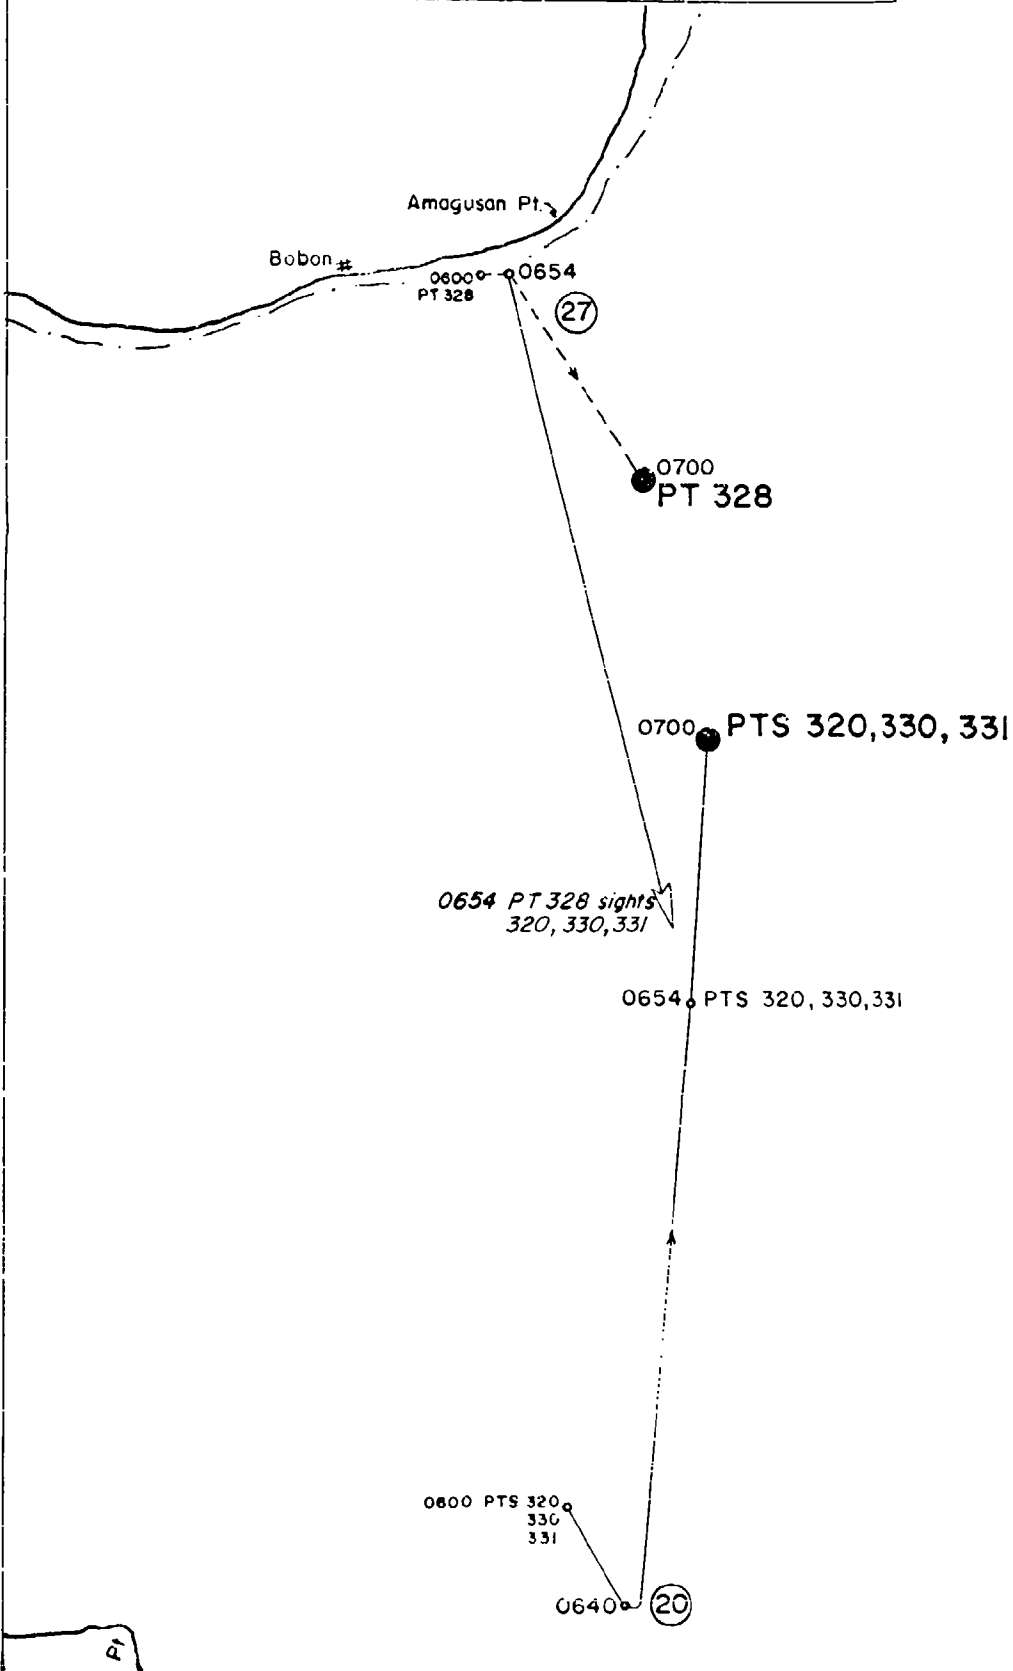 Amagusan Pt.
Bobon #
0600
PT 328
0654
27
0700
PT 328
0700 PTS 320,330, 331
0654 PT 328 sights
320, 330,331
0654 PTS 320, 330,331
0600 PTS 320
330
331
0640
20
Pt